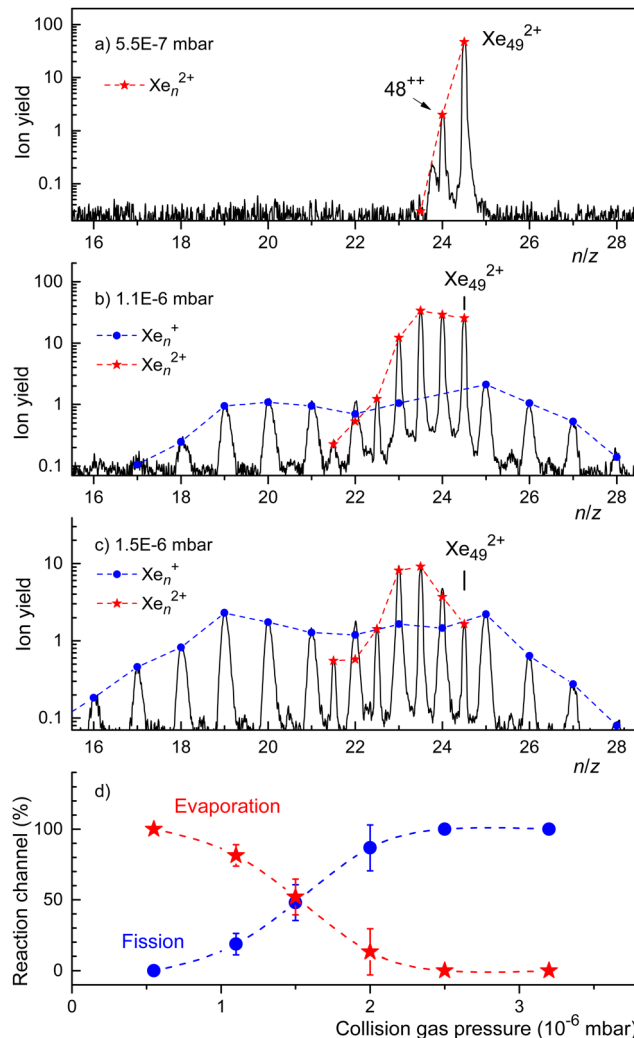 a) 5.5E-7 mbar
Xe₄₉²⁺
Xeₙ²⁺
48⁺⁺
Ion yield
100
10
1
0.1
16 18 20 22 24 26 28
n/z
b) 1.1E-6 mbar
Xe₄₉²⁺
Xeₙ⁺
Xeₙ²⁺
Ion yield
100
10
1
0.1
16 18 20 22 24 26 28
n/z
c) 1.5E-6 mbar
Xe₄₉²⁺
Xeₙ⁺
Xeₙ²⁺
Ion yield
10
1
0.1
16 18 20 22 24 26 28
n/z
d)
Evaporation
Fission
Reaction channel (%)
100
50
0
0 1 2 3
Collision gas pressure (10⁻⁶ mbar)